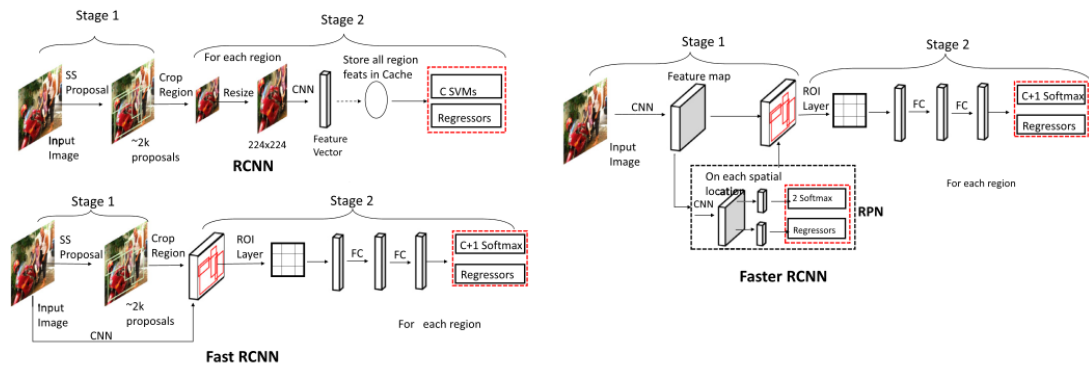 Stage 1
Stage 2
For each region
Store all region
feats in Cache
SS
Proposal
Crop
Region
Resize
CNN
C SVMs
Regressors
Input
Image
~2k
proposals
224x224
Feature
Vector
RCNN
Stage 1
Stage 2
SS
Proposal
Crop
Region
ROI
Layer
FC
FC
C+1 Softmax
Regressors
Input
Image
~2k
proposals
CNN
For each region
Fast RCNN
Stage 1
Stage 2
Feature map
CNN
ROI
Layer
FC
FC
C+1 Softmax
Regressors
Input
Image
On each spatial
location
CNN
2 Softmax
Regressors
RPN
For each region
Faster RCNN